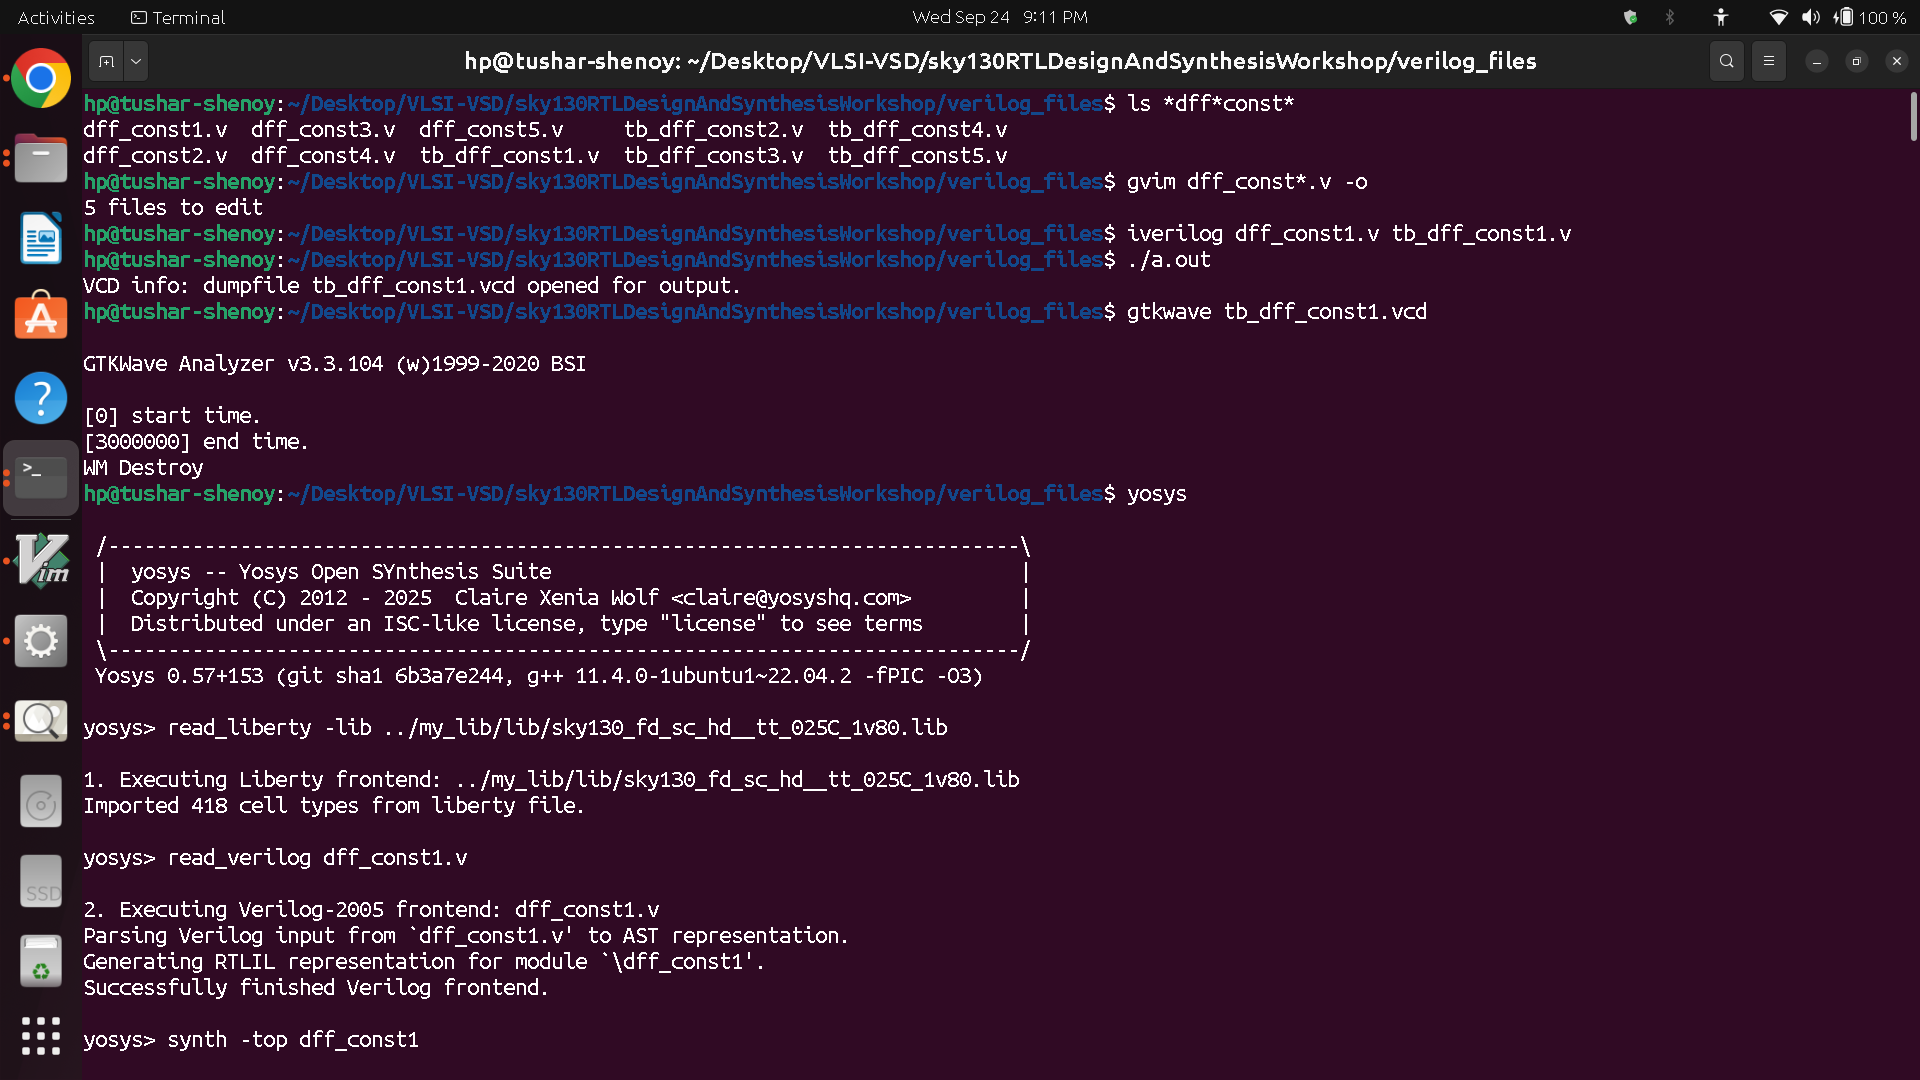 Activities Terminal Wed Sep 24 9:11 PM 100 %
hp@tushar-shenoy: ~/Desktop/VLSI-VSD/sky130RTLDesignAndSynthesisWorkshop/verilog_files
hp@tushar-shenoy:~/Desktop/VLSI-VSD/sky130RTLDesignAndSynthesisWorkshop/verilog_files$ ls *dff*const*
dff_const1.v  dff_const3.v  dff_const5.v     tb_dff_const2.v  tb_dff_const4.v
dff_const2.v  dff_const4.v  tb_dff_const1.v  tb_dff_const3.v  tb_dff_const5.v
hp@tushar-shenoy:~/Desktop/VLSI-VSD/sky130RTLDesignAndSynthesisWorkshop/verilog_files$ gvim dff_const*.v -o
5 files to edit
hp@tushar-shenoy:~/Desktop/VLSI-VSD/sky130RTLDesignAndSynthesisWorkshop/verilog_files$ iverilog dff_const1.v tb_dff_const1.v
hp@tushar-shenoy:~/Desktop/VLSI-VSD/sky130RTLDesignAndSynthesisWorkshop/verilog_files$ ./a.out
VCD info: dumpfile tb_dff_const1.vcd opened for output.
hp@tushar-shenoy:~/Desktop/VLSI-VSD/sky130RTLDesignAndSynthesisWorkshop/verilog_files$ gtkwave tb_dff_const1.vcd
GTKWave Analyzer v3.3.104 (w)1999-2020 BSI
[0] start time.
[3000000] end time.
WM Destroy
hp@tushar-shenoy:~/Desktop/VLSI-VSD/sky130RTLDesignAndSynthesisWorkshop/verilog_files$ yosys
/----------------------------------------------------------------------------\
|  yosys -- Yosys Open SYnthesis Suite                                       |
|  Copyright (C) 2012 - 2025  Claire Xenia Wolf <claire@yosyshq.com>         |
|  Distributed under an ISC-like license, type "license" to see terms        |
\----------------------------------------------------------------------------/
Yosys 0.57+153 (git sha1 6b3a7e244, g++ 11.4.0-1ubuntu1~22.04.2 -fPIC -O3)
yosys> read_liberty -lib ../my_lib/lib/sky130_fd_sc_hd__tt_025C_1v80.lib
1. Executing Liberty frontend: ../my_lib/lib/sky130_fd_sc_hd__tt_025C_1v80.lib
Imported 418 cell types from liberty file.
yosys> read_verilog dff_const1.v
2. Executing Verilog-2005 frontend: dff_const1.v
Parsing Verilog input from `dff_const1.v' to AST representation.
Generating RTLIL representation for module `\dff_const1'.
Successfully finished Verilog frontend.
SSD
yosys> synth -top dff_const1